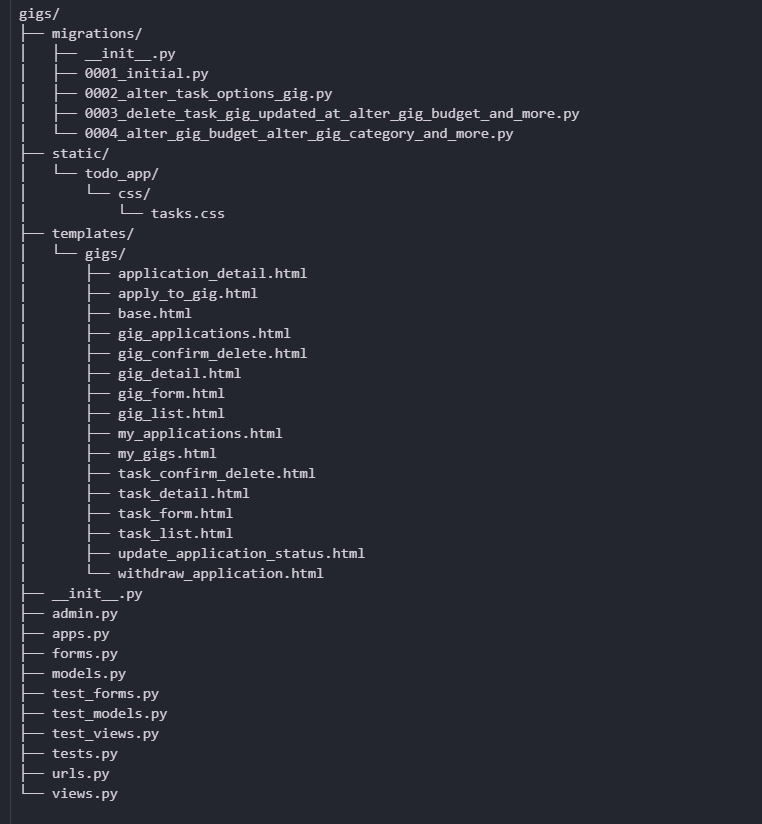 gigs/
├── migrations/
│   ├── __init__.py
│   ├── 0001_initial.py
│   ├── 0002_alter_task_options_gig.py
│   ├── 0003_delete_task_gig_updated_at_alter_gig_budget_and_more.py
│   └── 0004_alter_gig_budget_alter_gig_category_and_more.py
├── static/
│   └── todo_app/
│       └── css/
│           └── tasks.css
├── templates/
│   └── gigs/
│       ├── application_detail.html
│       ├── apply_to_gig.html
│       ├── base.html
│       ├── gig_applications.html
│       ├── gig_confirm_delete.html
│       ├── gig_detail.html
│       ├── gig_form.html
│       ├── gig_list.html
│       ├── my_applications.html
│       ├── my_gigs.html
│       ├── task_confirm_delete.html
│       ├── task_detail.html
│       ├── task_form.html
│       ├── task_list.html
│       ├── update_application_status.html
│       └── withdraw_application.html
├── __init__.py
├── admin.py
├── apps.py
├── forms.py
├── models.py
├── test_forms.py
├── test_models.py
├── test_views.py
├── tests.py
├── urls.py
└── views.py